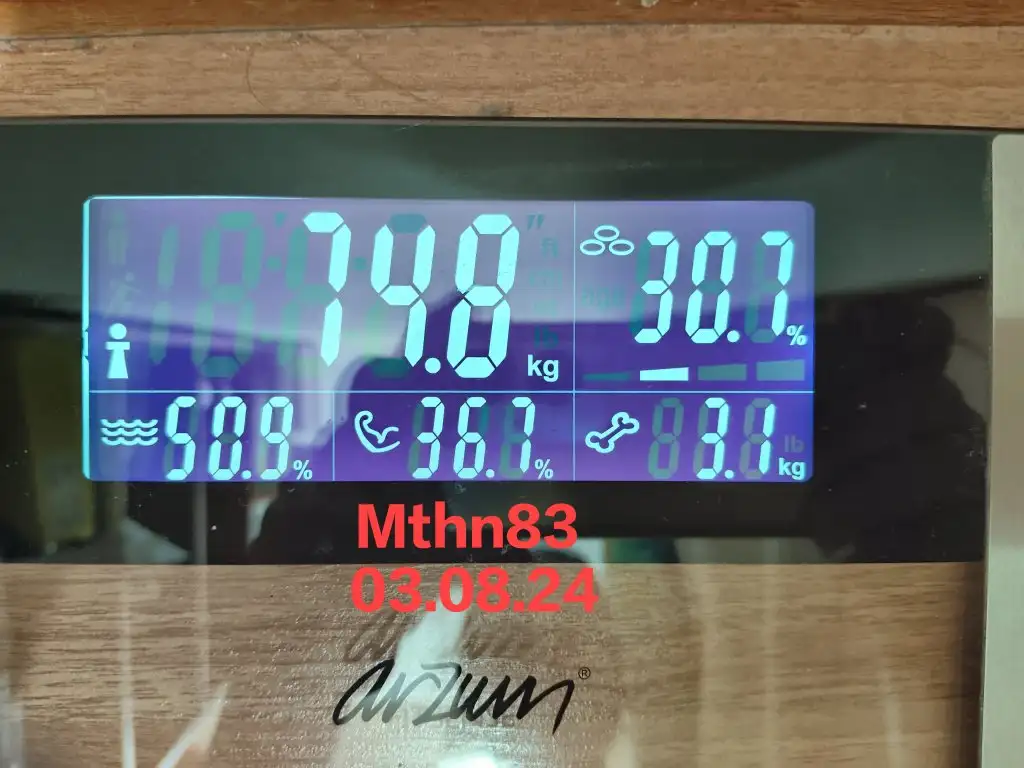 74.8 kg
30.7 %
50.9 %
36.7 %
3.1 kg
Mthn83
03.08.24
arzum®